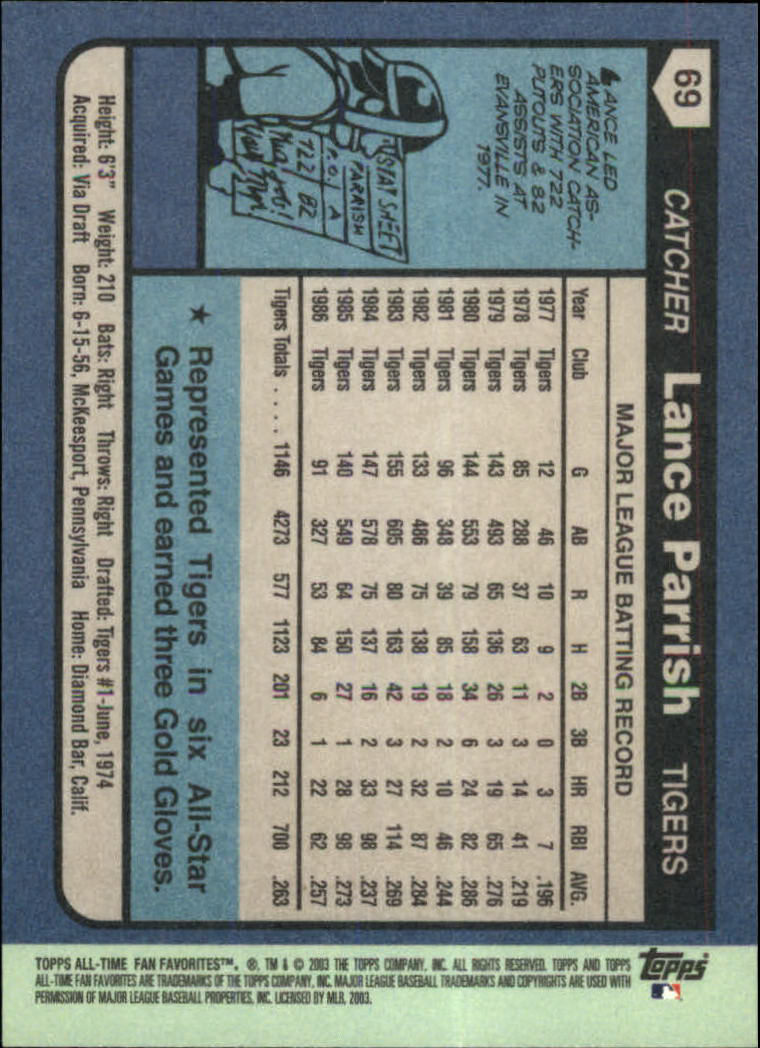 69
CATCHER Lance Parrish TIGERS
LANCE LED
AMERICAN AS-
SOCIATION CATCH-
ERS WITH 722
PUTOUTS & 82
ASSISTS AT
EVANSVILLE IN
1977.
STAT SHEET
PARRISH
P.O. A
722 82
MAJOR LEAGUE BATTING RECORD
Year Club G AB R H 2B 3B HR RBI AVG.
1977 Tigers 12 46 10 9 2 0 3 7 .196
1978 Tigers 85 288 37 63 11 3 14 41 .219
1979 Tigers 143 493 65 136 26 3 19 65 .276
1980 Tigers 144 553 79 158 34 6 24 82 .286
1981 Tigers 96 348 39 85 18 2 10 46 .244
1982 Tigers 133 486 75 138 19 2 32 87 .284
1983 Tigers 155 605 80 163 42 3 27 114 .269
1984 Tigers 147 578 75 137 16 2 33 98 .237
1985 Tigers 140 549 64 150 27 1 28 98 .273
1986 Tigers 91 327 53 84 6 1 22 62 .257
Tigers Totals . . . . 1146 4273 577 1123 201 23 212 700 .263
★ Represented Tigers in six All-Star
Games and earned three Gold Gloves.
Height: 6'3" Weight: 210 Bats: Right Throws: Right Drafted: Tigers #1-June, 1974
Acquired: Via Draft Born: 6-15-56, McKeesport, Pennsylvania Home: Diamond Bar, Calif.
Topps
TOPPS ALL-TIME FAN FAVORITES™. ®, TM & © 2003 THE TOPPS COMPANY, INC. ALL RIGHTS RESERVED. TOPPS AND TOPPS
ALL-TIME FAN FAVORITES ARE TRADEMARKS OF THE TOPPS COMPANY, INC. MAJOR LEAGUE BASEBALL TRADEMARKS AND COPYRIGHTS ARE USED WITH
PERMISSION OF MAJOR LEAGUE BASEBALL PROPERTIES, INC. LICENSED BY MLB, 2003.